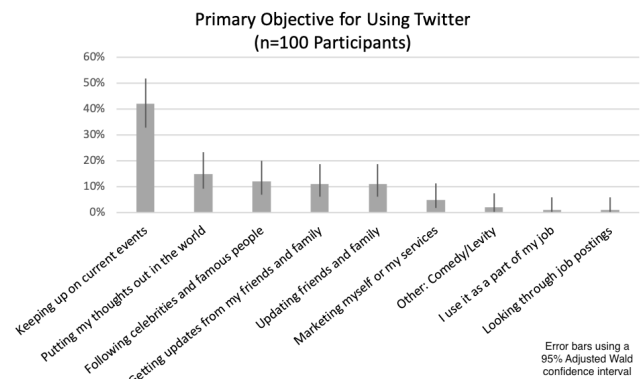 Primary Objective for Using Twitter
(n=100 Participants)
60%
50%
40%
30%
20%
10%
0%
Keeping up on current events
Putting my thoughts out in the world
Following celebrities and famous people
Getting updates from my friends and family
Updating friends and family
Marketing myself or my services
Other: Comedy/Levity
I use it as a part of my job
Looking through job postings
Error bars using a
95% Adjusted Wald
confidence interval